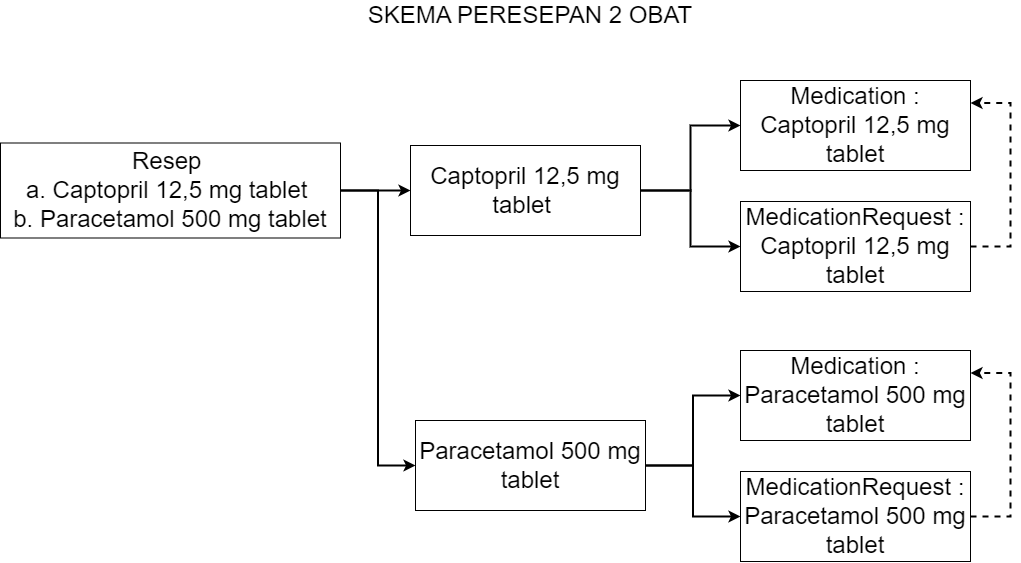 SKEMA PERESEPAN 2 OBAT
Resep
a. Captopril 12,5 mg tablet
b. Paracetamol 500 mg tablet
Captopril 12,5 mg
tablet
Medication :
Captopril 12,5 mg
tablet
MedicationRequest :
Captopril 12,5 mg
tablet
Paracetamol 500 mg
tablet
Medication :
Paracetamol 500 mg
tablet
MedicationRequest :
Paracetamol 500 mg
tablet